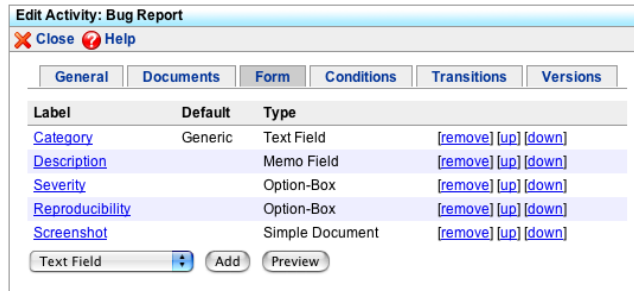 Edit Activity: Bug Report
Close Help
General Documents Form Conditions Transitions Versions
Label Default Type
Category Generic Text Field [remove] [up] [down]
Description Memo Field [remove] [up] [down]
Severity Option-Box [remove] [up] [down]
Reproducibility Option-Box [remove] [up] [down]
Screenshot Simple Document [remove] [up] [down]
Text Field Add Preview